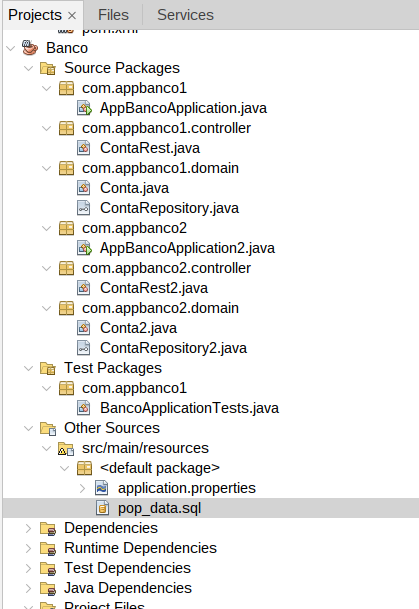 Projects
Files
Services
pom.xml
Banco
Source Packages
com.appbanco1
AppBancoApplication.java
com.appbanco1.controller
ContaRest.java
com.appbanco1.domain
Conta.java
ContaRepository.java
com.appbanco2
AppBancoApplication2.java
com.appbanco2.controller
ContaRest2.java
com.appbanco2.domain
Conta2.java
ContaRepository2.java
Test Packages
com.appbanco1
BancoApplicationTests.java
Other Sources
src/main/resources
<default package>
application.properties
pop_data.sql
Dependencies
Runtime Dependencies
Test Dependencies
Java Dependencies
Project Files